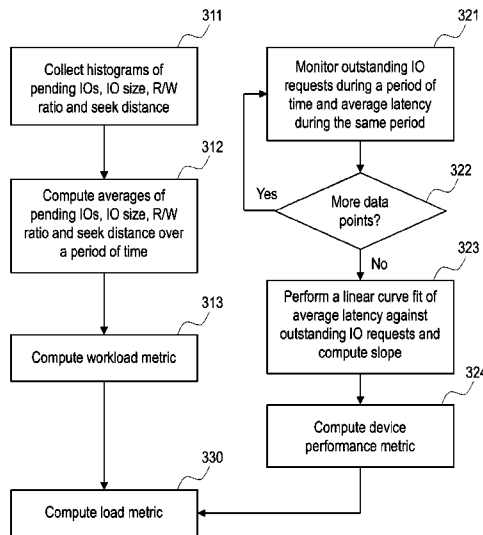 311
Collect histograms of
pending IOs, IO size, R/W
ratio and seek distance
312
Compute averages of
pending IOs, IO size, R/W
ratio and seek distance over
a period of time
313
Compute workload metric
330
Compute load metric
321
Monitor outstanding IO
requests during a period of
time and average latency
during the same period
322
Yes
More data
points?
No
323
Perform a linear curve fit of
average latency against
outstanding IO requests and
compute slope
324
Compute device
performance metric